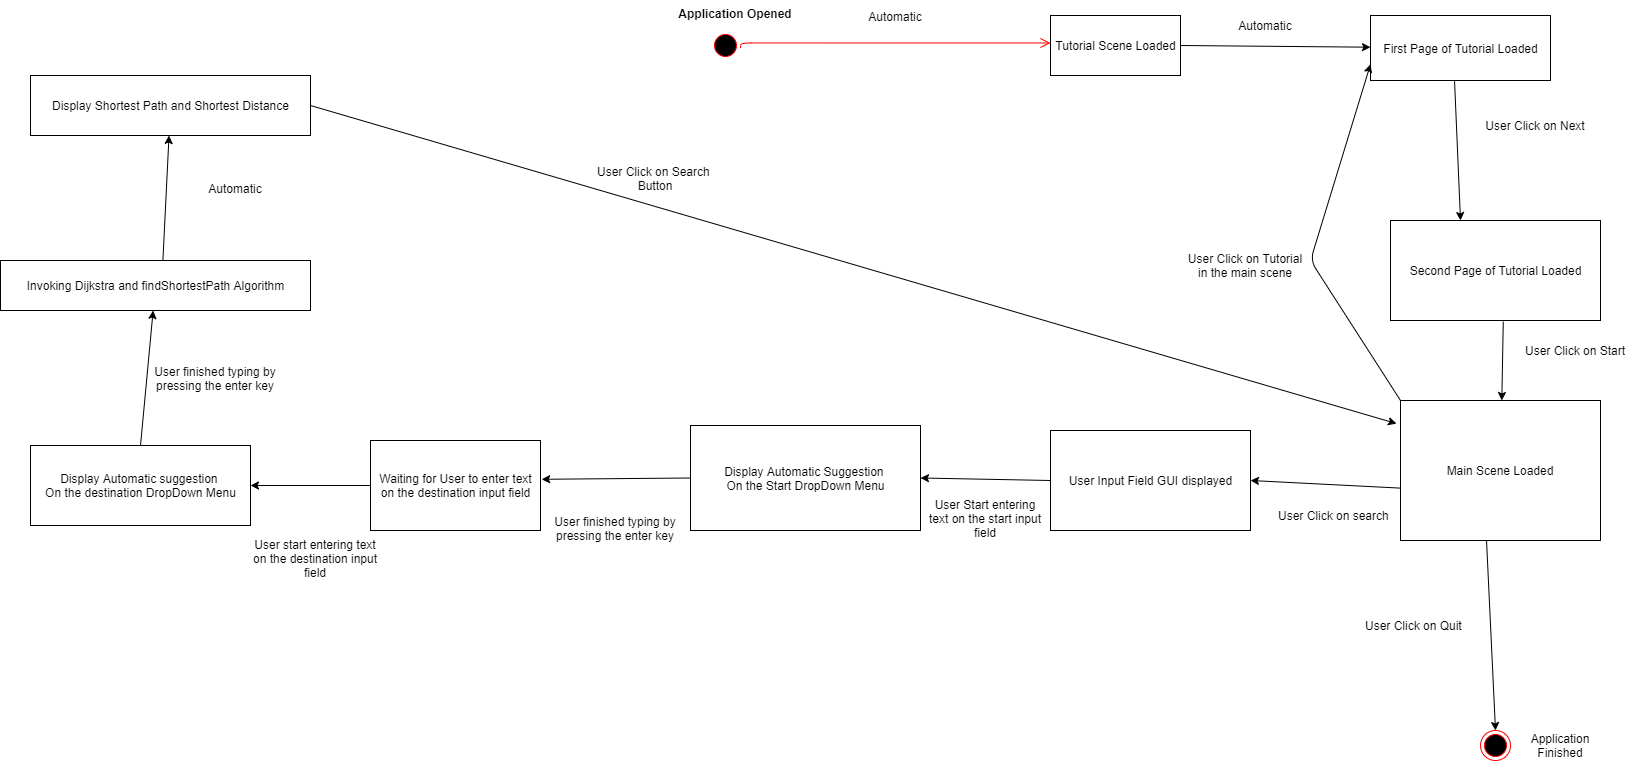 Application Opened
Automatic
Tutorial Scene Loaded
Automatic
First Page of Tutorial Loaded
Display Shortest Path and Shortest Distance
User Click on Next
User Click on Search
Button
Automatic
User Click on Tutorial
in the main scene
Second Page of Tutorial Loaded
Invoking Dijkstra and findShortestPath Algorithm
User Click on Start
User finished typing by
pressing the enter key
Display Automatic suggestion
On the destination DropDown Menu
Waiting for User to enter text
on the destination input field
Display Automatic Suggestion
On the Start DropDown Menu
User Input Field GUI displayed
Main Scene Loaded
User start entering text
on the destination input
field
User finished typing by
pressing the enter key
User Start entering
text on the start input
field
User Click on search
User Click on Quit
Application
Finished